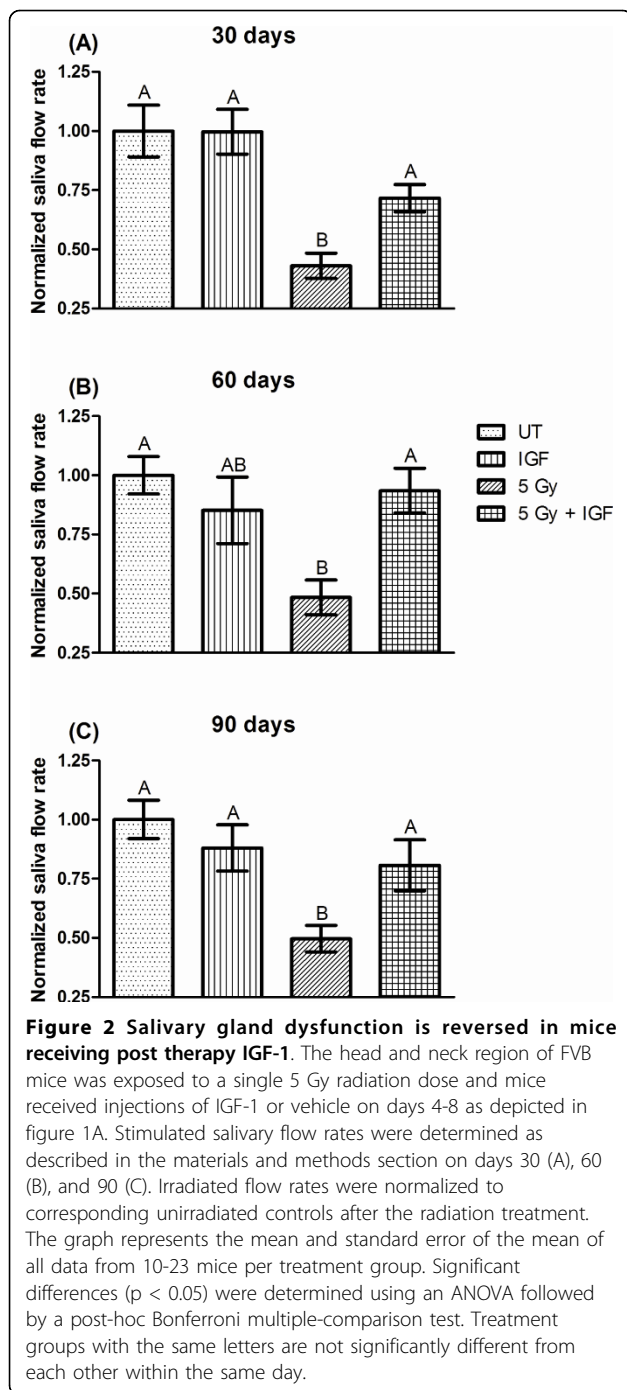 (A) 30 days
Normalized saliva flow rate
1.25
1.00
0.75
0.50
0.25
A
A
B
A
(B) 60 days
Normalized saliva flow rate
1.25
1.00
0.75
0.50
0.25
A
AB
B
A
UT
IGF
5 Gy
5 Gy + IGF
(C) 90 days
Normalized saliva flow rate
1.25
1.00
0.75
0.50
0.25
A
A
B
A
Figure 2 Salivary gland dysfunction is reversed in mice
receiving post therapy IGF-1. The head and neck region of FVB
mice was exposed to a single 5 Gy radiation dose and mice
received injections of IGF-1 or vehicle on days 4-8 as depicted in
figure 1A. Stimulated salivary flow rates were determined as
described in the materials and methods section on days 30 (A), 60
(B), and 90 (C). Irradiated flow rates were normalized to
corresponding unirradiated controls after the radiation treatment.
The graph represents the mean and standard error of the mean of
all data from 10-23 mice per treatment group. Significant
differences (p < 0.05) were determined using an ANOVA followed
by a post-hoc Bonferroni multiple-comparison test. Treatment
groups with the same letters are not significantly different from
each other within the same day.